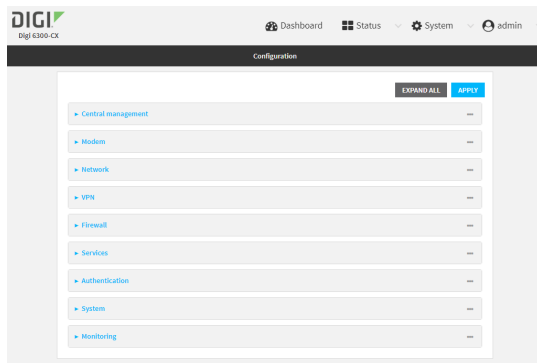 DIGI
Digi 6300-CX
Dashboard Status System admin
Configuration
EXPAND ALL APPLY
Central management
Modem
Network
VPN
Firewall
Services
Authentication
System
Monitoring